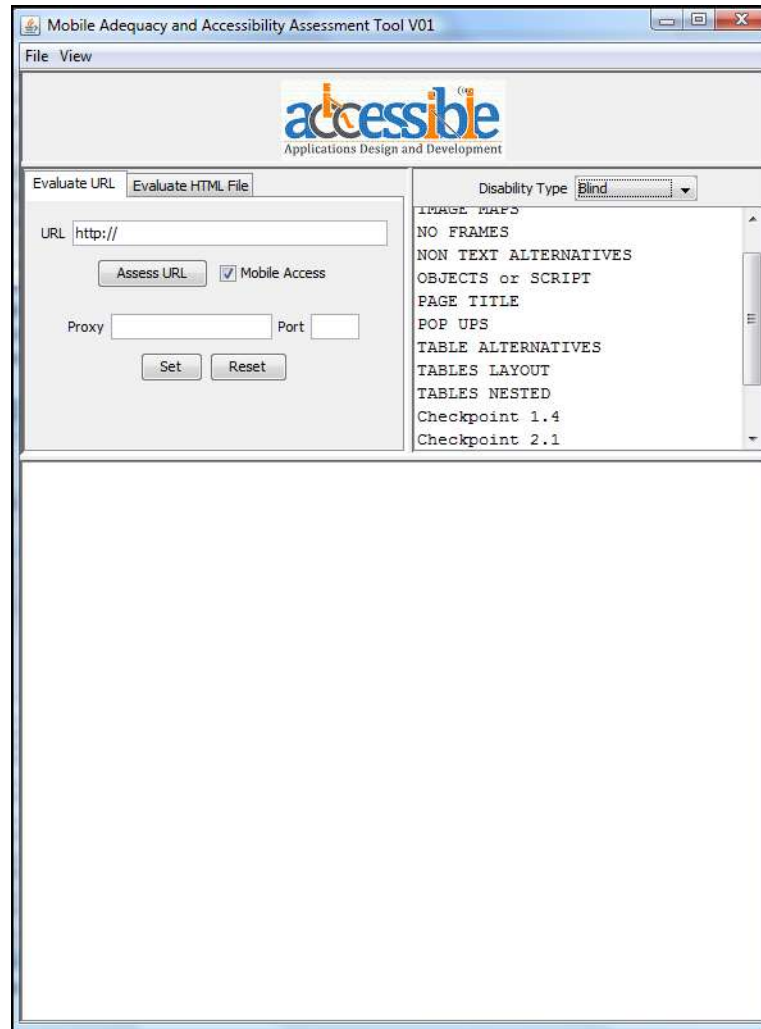 Mobile Adequacy and Accessibility Assessment Tool V01
File View
accessible
Applications Design and Development
Evaluate URL Evaluate HTML File
URL http://
Assess URL Mobile Access
Proxy Port
Set Reset
Disability Type Blind
IMAGE MAPS
NO FRAMES
NON TEXT ALTERNATIVES
OBJECTS or SCRIPT
PAGE TITLE
POP UPS
TABLE ALTERNATIVES
TABLES LAYOUT
TABLES NESTED
Checkpoint 1.4
Checkpoint 2.1